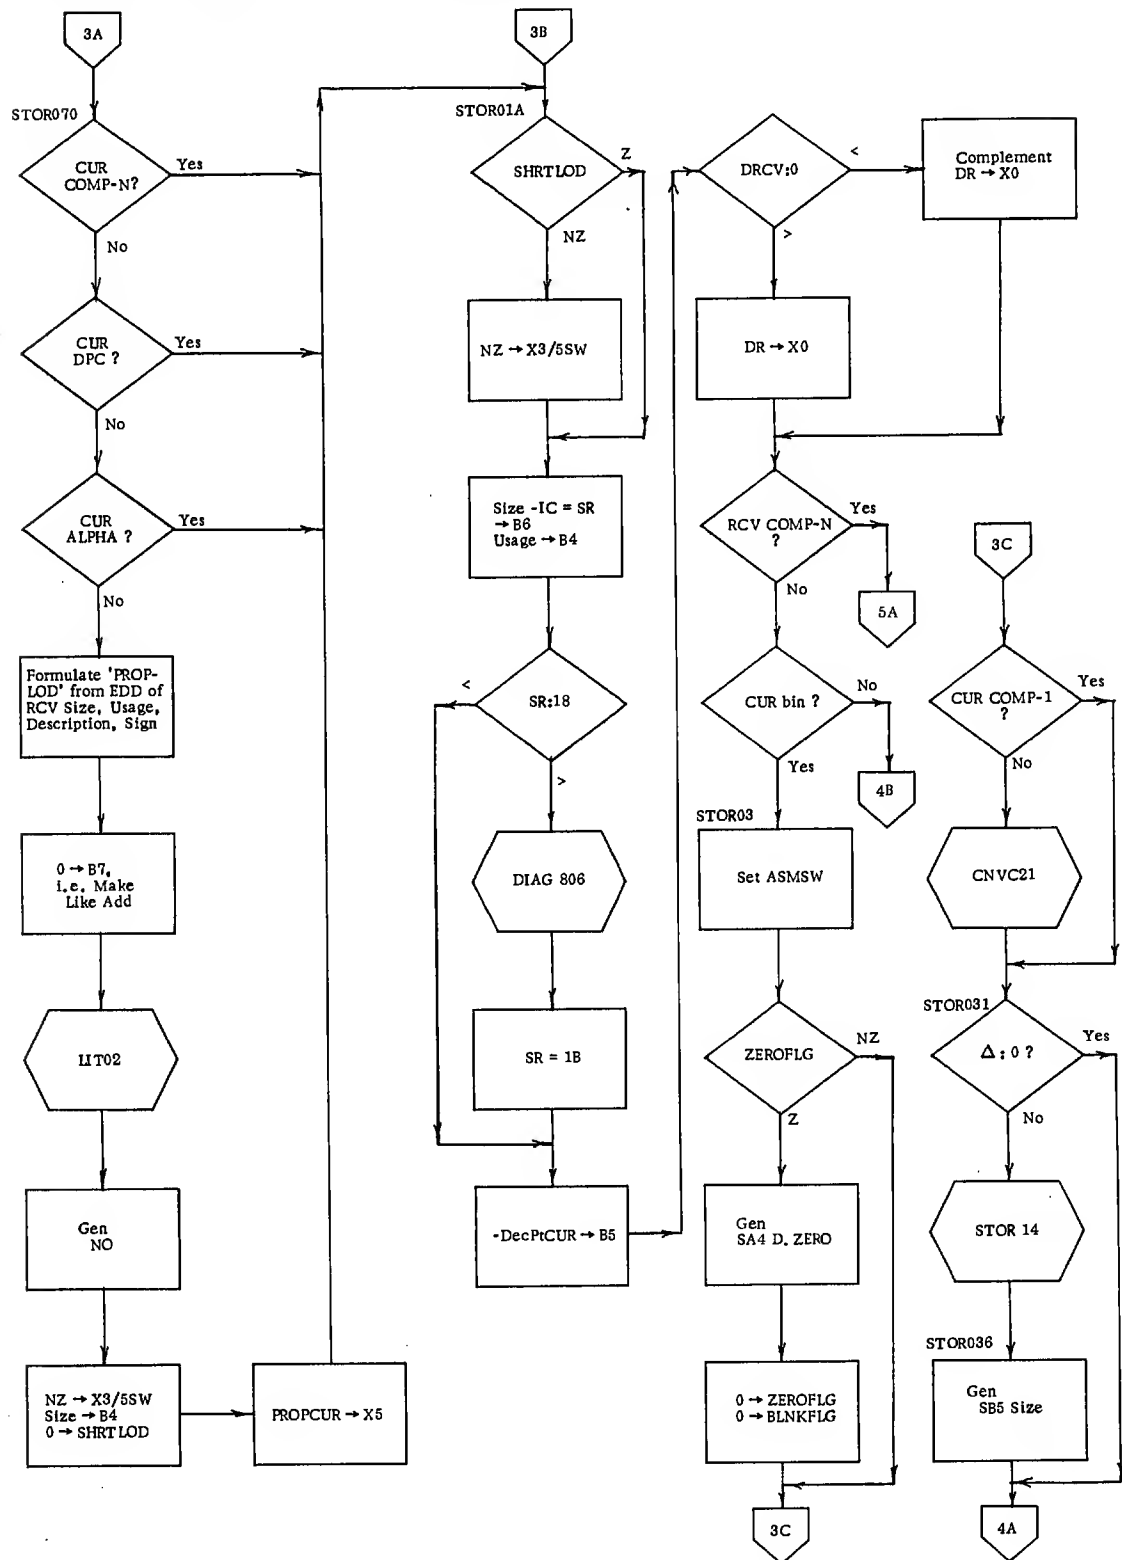 3A
STOR070
CUR
COMP-N?
Yes
No
CUR
DPC ?
Yes
No
CUR
ALPHA ?
Yes
No
Formulate 'PROP-
LOD' from EDD of
RCV Size, Usage,
Description, Sign
0 → B7,
i.e. Make
Like Add
LIT02
Gen
NO
NZ → X3/5SW
Size → B4
0 → SHRTLOD
PROPCUR → X5
3B
STOR01A
SHRTLOD
Z
NZ
NZ → X3/5SW
Size -IC = SR
→ B6
Usage → B4
SR:18
<
>
DIAG 806
SR = 1B
-DecPtCUR → B5
DRCV:0
<
>
Complement
DR → X0
DR → X0
RCV COMP-N
?
Yes
5A
No
CUR bin ?
No
4B
Yes
STOR03
Set ASMSW
ZEROFLG
NZ
Z
Gen
SA4 D. ZERO
0 → ZEROFLG
0 → BLNKFLG
3C
3C
CUR COMP-1
?
Yes
No
CNVC21
STOR031
Δ : 0 ?
Yes
No
STOR 14
STOR036
Gen
SB5 Size
4A